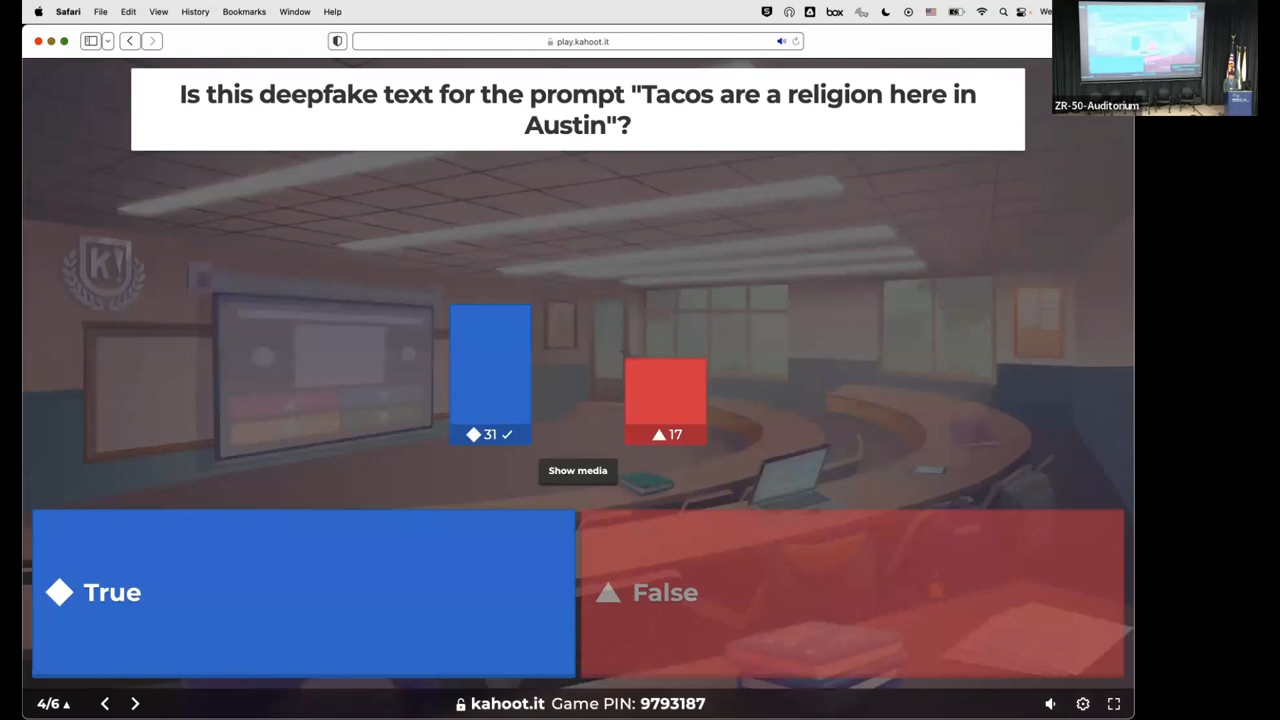 Safari File Edit View History Bookmarks Window Help
box
We
play.kahoot.it
ZR-50-Auditorium
Is this deepfake text for the prompt "Tacos are a religion here in
Austin"?
K!
31
17
Show media
True
False
4/6
kahoot.it Game PIN: 9793187